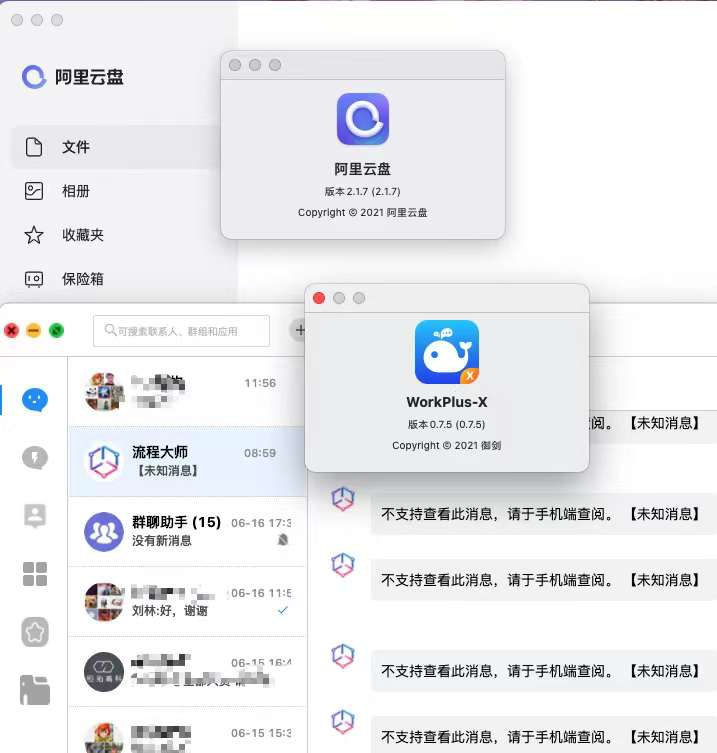 阿里云盘
文件
相册
收藏夹
保险箱
阿里云盘
版本 2.1.7 (2.1.7)
Copyright © 2021 阿里云盘
可搜索联系人、群组和应用
WorkPlus-X
版本 0.7.5 (0.7.5)
Copyright © 2021 御剑
11:56
流程大师
08:59
【未知消息】
群聊助手 (15)
06-16 17:3
没有新消息
06-16 11:5
刘林:好，谢谢
06-15 16:4
06-15 15:3
阅。 【未知消息】
不支持查看此消息，请于手机端查阅。 【未知消息】
不支持查看此消息，请于手机端查阅。 【未知消息】
不支持查看此消息，请于手机端查阅。 【未知消息】
不支持查看此消息，请于手机端查阅。 【未知消息】